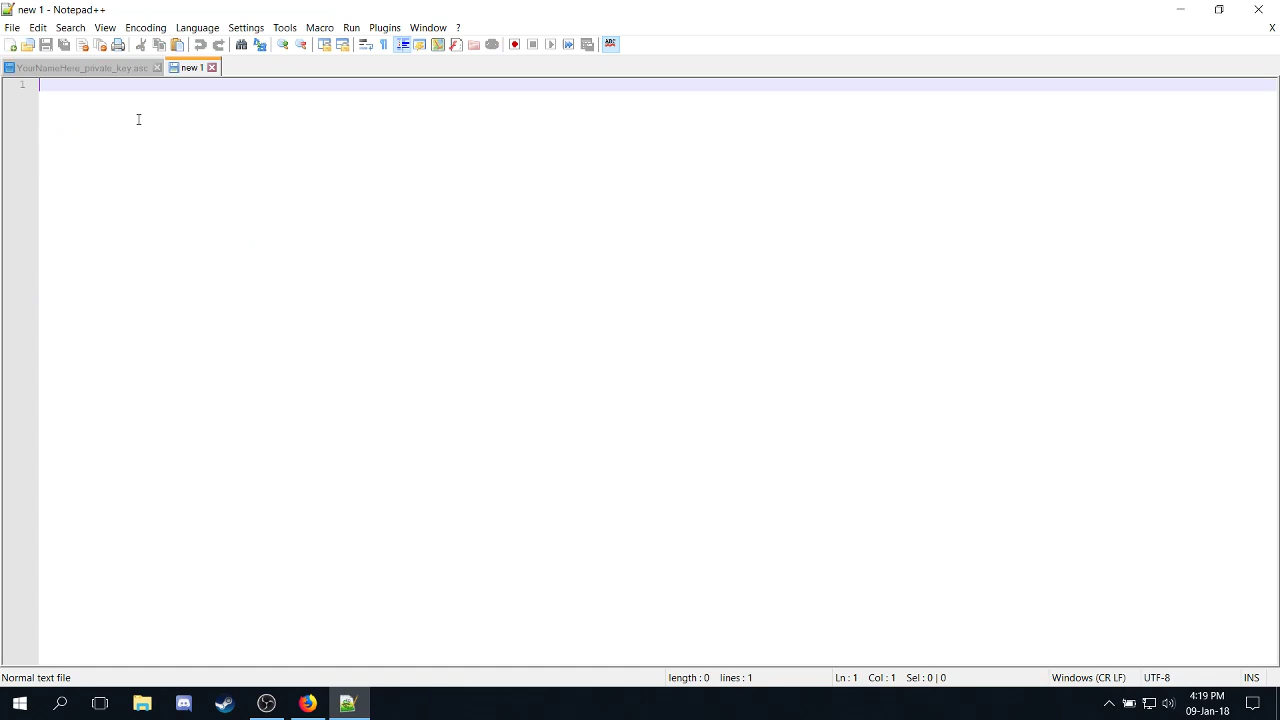 new 1 - Notepad++
File Edit Search View Encoding Language Settings Tools Macro Run Plugins Window ? X
ABC
YourNameHere_private_key.asc new 1
1
Normal text file length : 0 lines : 1 Ln : 1 Col : 1 Sel : 0 | 0 Windows (CR LF) UTF-8 INS
4:19 PM
09-Jan-18